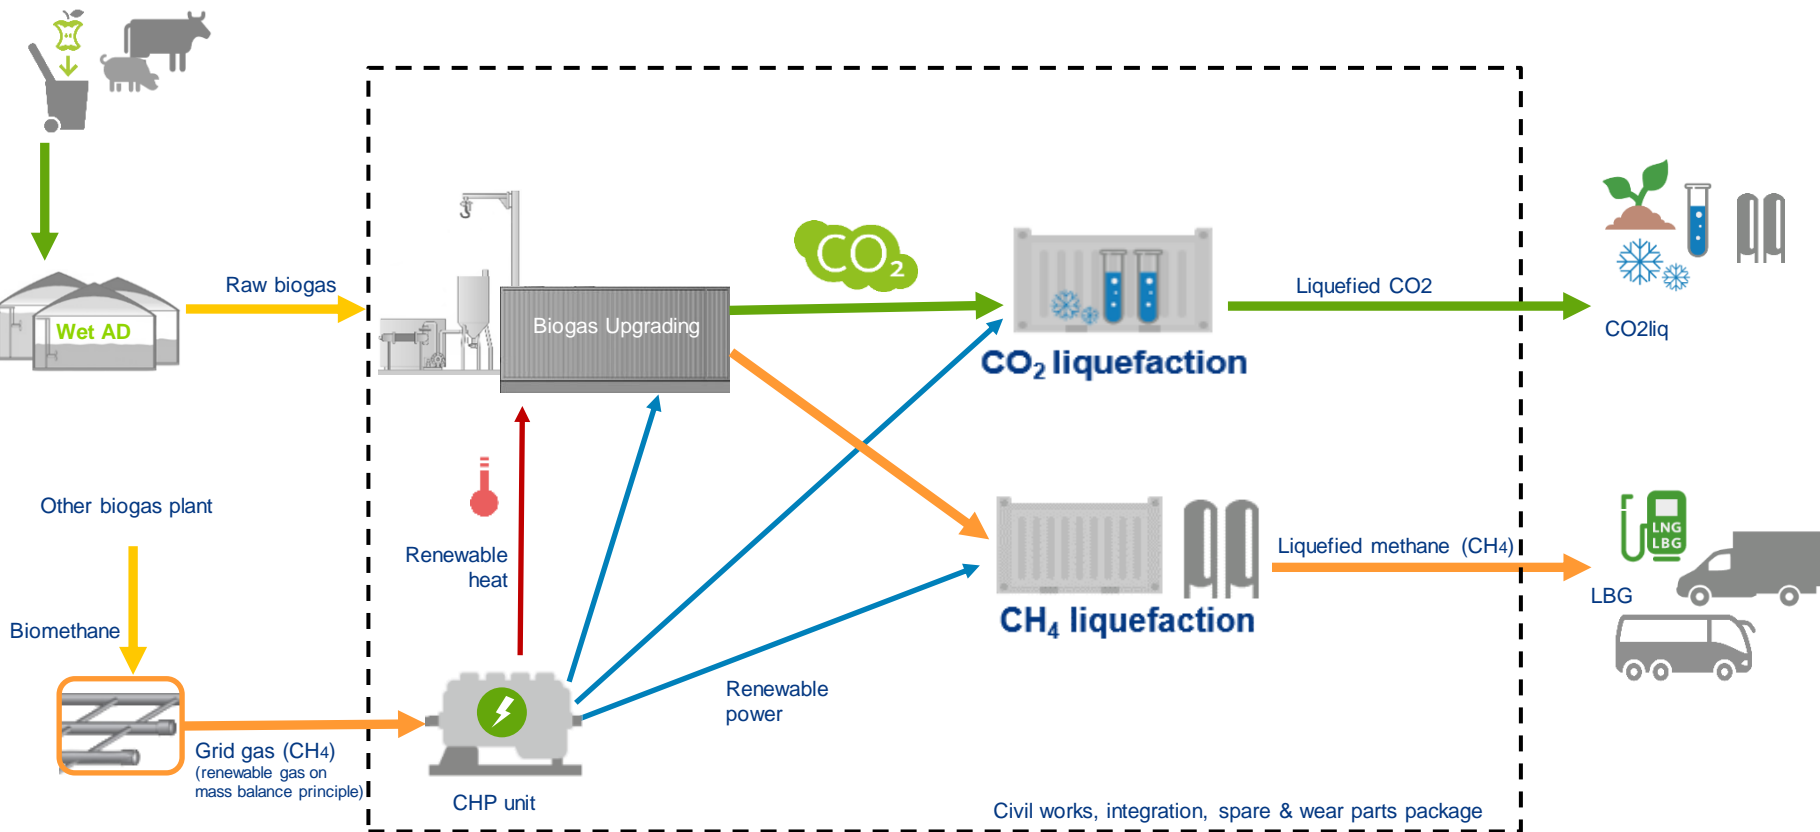 CO₂
Raw biogas
Liquefied CO2
Wet AD
Biogas Upgrading
CO2liq
CO₂ liquefaction
Other biogas plant
Renewable
heat
LNG
LBG
Liquefied methane (CH4)
LBG
Biomethane
CH₄ liquefaction
Renewable
power
Grid gas (CH4)
(renewable gas on
mass balance principle)
CHP unit
Civil works, integration, spare & wear parts package